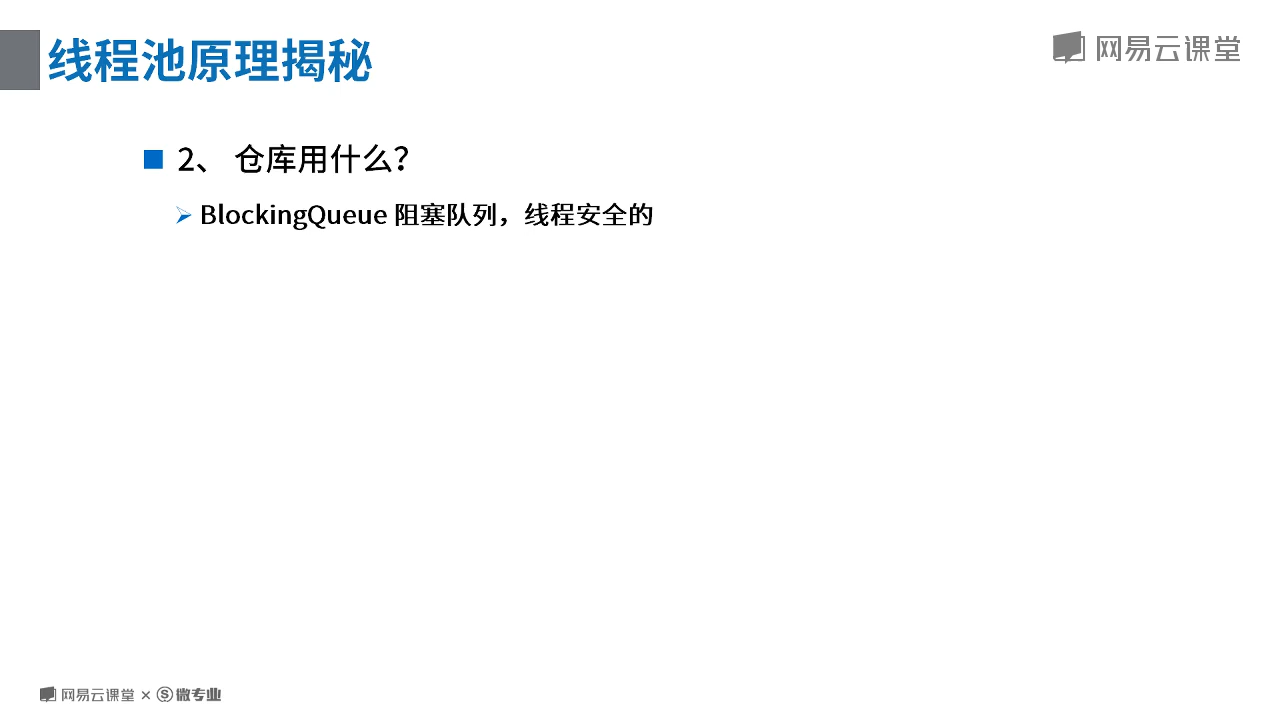 线程池原理揭秘
网易云课堂
2、 仓库用什么?
BlockingQueue 阻塞队列，线程安全的
网易云课堂 × Ⓢ 微专业